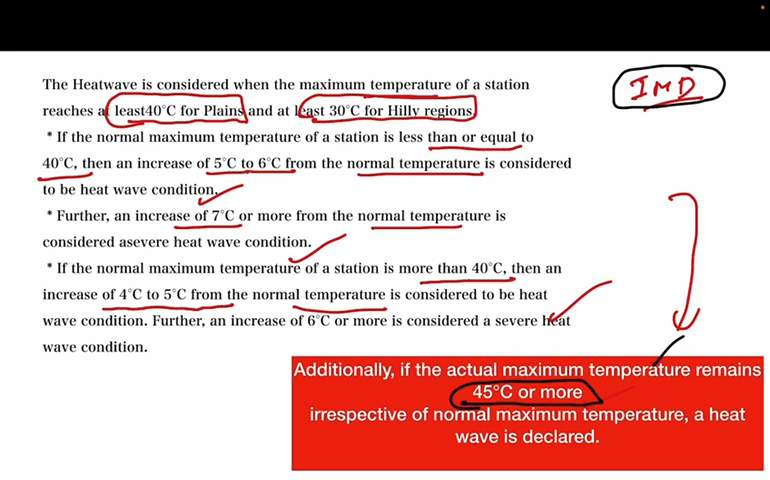 The Heatwave is considered when the maximum temperature of a station
reaches at least40°C for Plains and at least 30°C for Hilly regions
IMD
* If the normal maximum temperature of a station is less than or equal to
40°C, then an increase of 5°C to 6°C from the normal temperature is considered
to be heat wave condition.
* Further, an increase of 7°C or more from the normal temperature is
considered asevere heat wave condition.
* If the normal maximum temperature of a station is more than 40°C, then an
increase of 4°C to 5°C from the normal temperature is considered to be heat
wave condition. Further, an increase of 6°C or more is considered a severe heat
wave condition.
Additionally, if the actual maximum temperature remains
45°C or more
irrespective of normal maximum temperature, a heat
wave is declared.